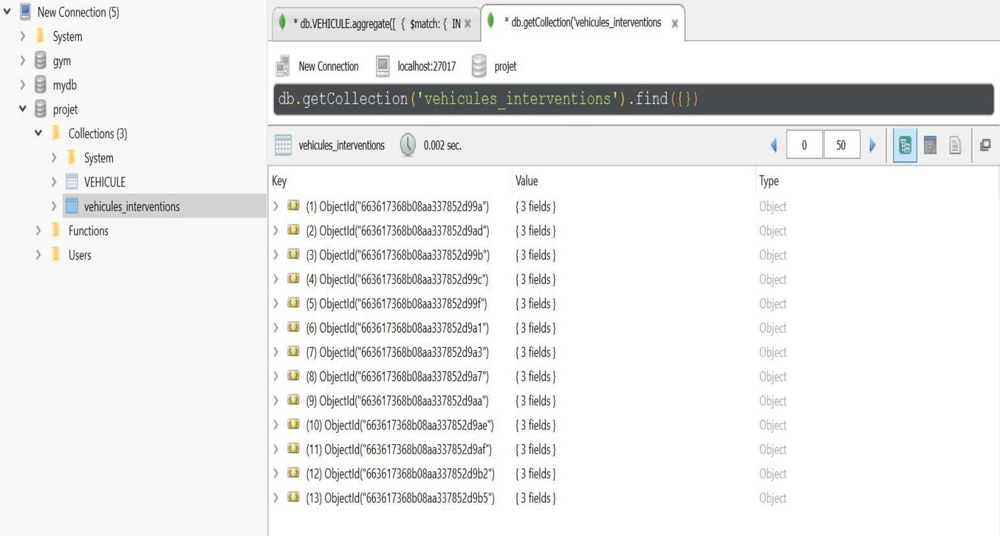 New Connection (5)
System
gym
mydb
projet
Collections (3)
System
VEHICULE
vehicules_interventions
Functions
Users
* db.VEHICULE.aggregate([ { $match: { IN
* db.getCollection('vehicules_interventions
New Connection localhost:27017 projet
db.getCollection('vehicules_interventions').find({})
vehicules_interventions 0.002 sec. 0 50
Key Value Type
(1) ObjectId("663617368b08aa337852d99a") { 3 fields } Object
(2) ObjectId("663617368b08aa337852d9ad") { 3 fields } Object
(3) ObjectId("663617368b08aa337852d99b") { 3 fields } Object
(4) ObjectId("663617368b08aa337852d99c") { 3 fields } Object
(5) ObjectId("663617368b08aa337852d99f") { 3 fields } Object
(6) ObjectId("663617368b08aa337852d9a1") { 3 fields } Object
(7) ObjectId("663617368b08aa337852d9a3") { 3 fields } Object
(8) ObjectId("663617368b08aa337852d9a7") { 3 fields } Object
(9) ObjectId("663617368b08aa337852d9aa") { 3 fields } Object
(10) ObjectId("663617368b08aa337852d9ae") { 3 fields } Object
(11) ObjectId("663617368b08aa337852d9af") { 3 fields } Object
(12) ObjectId("663617368b08aa337852d9b2") { 3 fields } Object
(13) ObjectId("663617368b08aa337852d9b5") { 3 fields } Object